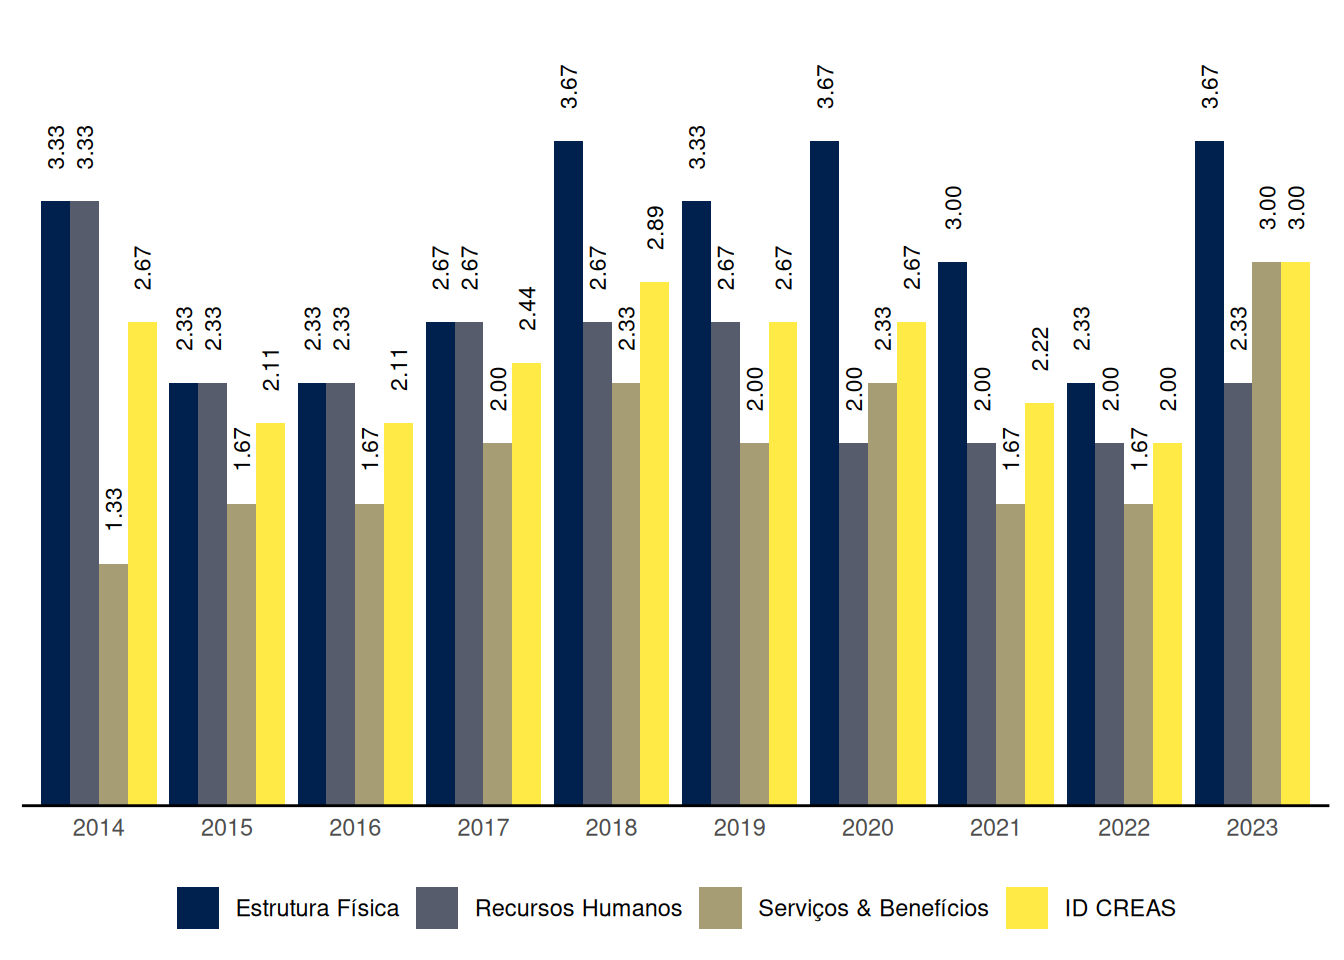 3.33 3.33 1.33 2.67
2.33 2.33 1.67 2.11
2.33 2.33 1.67 2.11
2.67 2.67 2.00 2.44
3.67 2.67 2.33 2.89
3.33 2.67 2.00 2.67
3.67 2.00 2.33 2.67
3.00 2.00 1.67 2.22
2.33 2.00 1.67 2.00
3.67 2.33 3.00 3.00
2014 2015 2016 2017 2018 2019 2020 2021 2022 2023
Estrutura Física Recursos Humanos Serviços & Benefícios ID CREAS